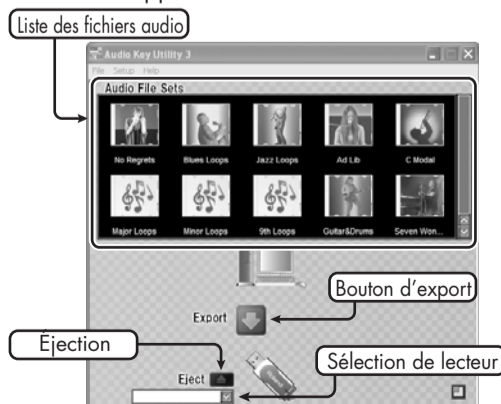 Liste des fichiers audio
Audio Key Utility 3
File Setup Help
Audio File Sets
No Regrets Blues Loops Jazz Loops Ad Lib C Modal
Major Loops Minor Loops 9th Loops Guitar&Drums Seven Won...
Bouton d'export
Export
Éjection
Sélection de lecteur
Eject